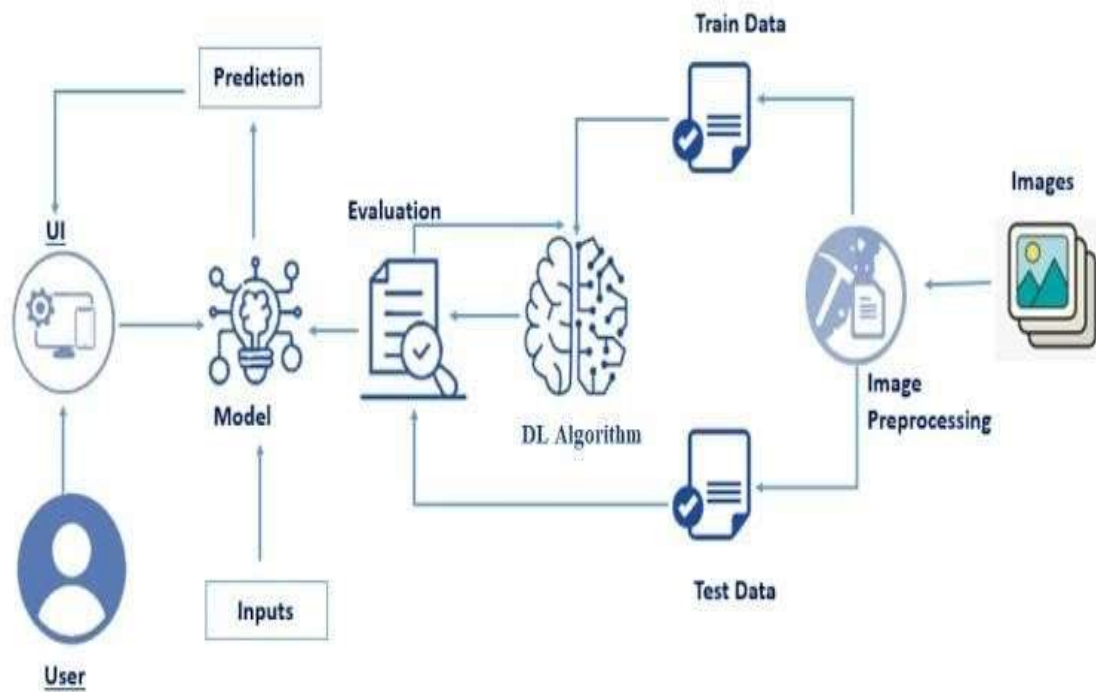 Train Data
Prediction
Images
Evaluation
UI
Image
Preprocessing
Model
DL Algorithm
Test Data
Inputs
User